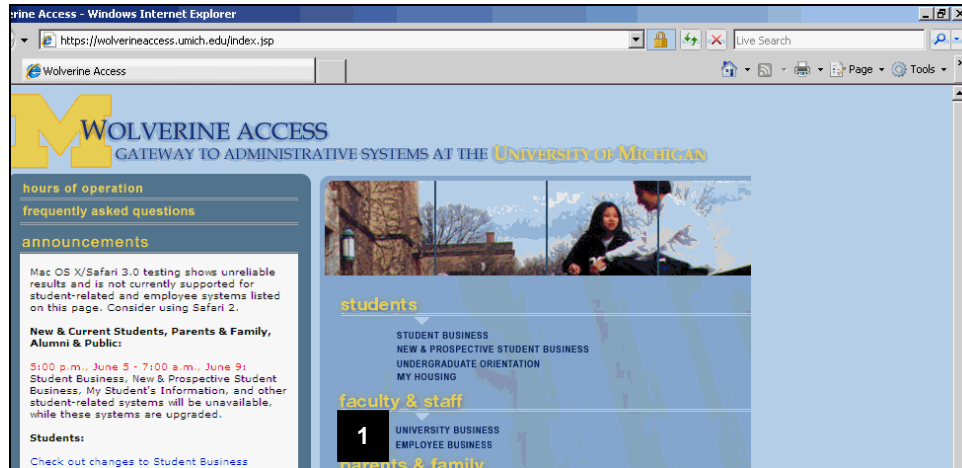 rine Access - Windows Internet Explorer
https://wolverineaccess.umich.edu/index.jsp
Live Search
Wolverine Access
Page
Tools
M
WOLVERINE ACCESS
GATEWAY TO ADMINISTRATIVE SYSTEMS AT THE UNIVERSITY OF MICHIGAN
hours of operation
frequently asked questions
announcements
Mac OS X/Safari 3.0 testing shows unreliable
results and is not currently supported for
student-related and employee systems listed
on this page. Consider using Safari 2.
New & Current Students, Parents & Family,
Alumni & Public:
5:00 p.m., June 5 - 7:00 a.m., June 9:
Student Business, New & Prospective Student
Business, My Student's Information, and other
student-related systems will be unavailable,
while these systems are upgraded.
Students:
Check out changes to Student Business
students
STUDENT BUSINESS
NEW & PROSPECTIVE STUDENT BUSINESS
UNDERGRADUATE ORIENTATION
MY HOUSING
faculty & staff
1
UNIVERSITY BUSINESS
EMPLOYEE BUSINESS
parents & family